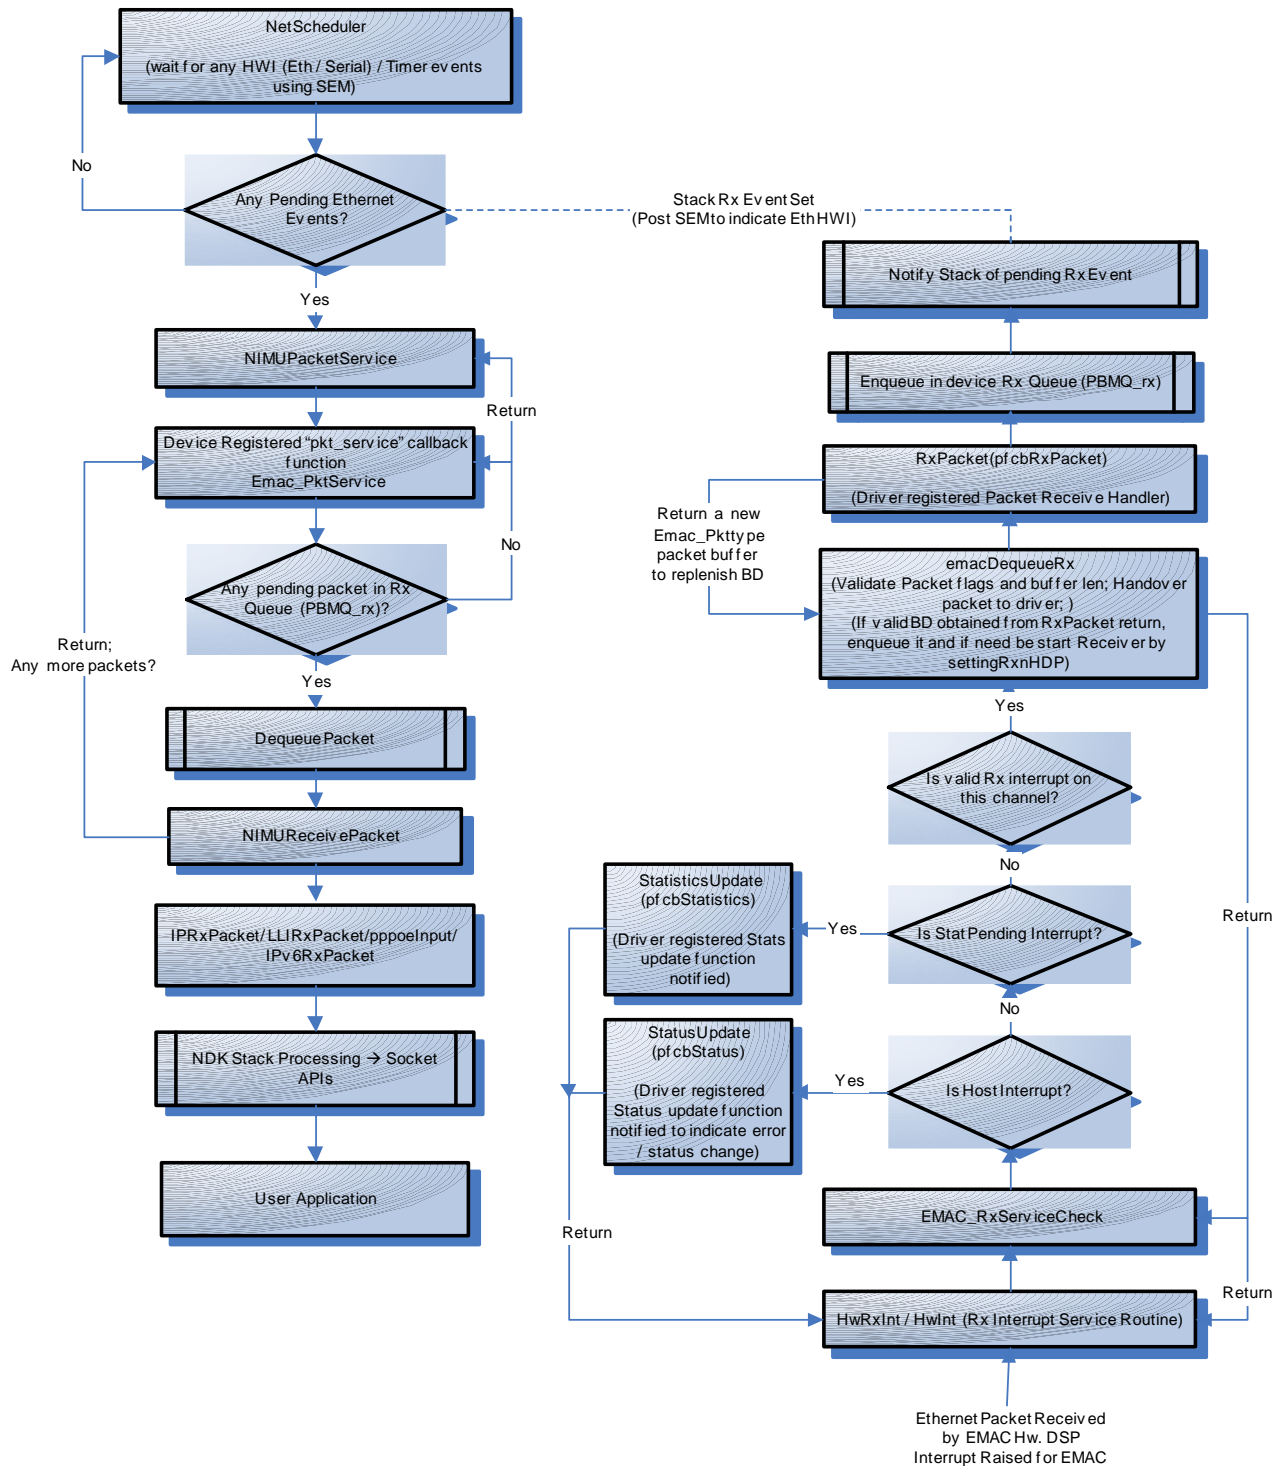 NetScheduler
(wait for any HWI (Eth / Serial) / Timer events
using SEM)
No
Any Pending Ethernet
Events?
Yes
NIMUPacketService
Return
Device Registered “pkt_service” callback
function
Emac_PktService
No
Any pending packet in Rx
Queue (PBMQ_rx)?
Return;
Any more packets?
Yes
Dequeue Packet
NIMUReceivePacket
IPRxPacket/ LLIRxPacket/pppoeInput/
IPv6RxPacket
NDK Stack Processing → Socket
APIs
User Application
Stack Rx Event Set
(Post SEM to indicate Eth HWI)
Notify Stack of pending Rx Event
Enqueue in device Rx Queue (PBMQ_rx)
RxPacket(pfcbRxPacket)
(Driver registered Packet Receive Handler)
Return a new
Emac_Pkt type
packet buffer
to replenish BD
emacDequeueRx
(Validate Packet flags and buffer len; Handover
packet to driver; )
(If valid BD obtained from RxPacket return,
enqueue it and if need be start Receiver by
setting RxnHDP)
Yes
Is valid Rx interrupt on
this channel?
No
StatisticsUpdate
(pfcbStatistics)
(Driver registered Stats
update function
notified)
Yes
Is Stat Pending Interrupt?
Return
No
StatusUpdate
(pfcbStatus)
(Driver registered
Status update function
notified to indicate error
/ status change)
Yes
Is Host Interrupt?
EMAC_RxServiceCheck
Return
Return
HwRxInt / HwInt (Rx Interrupt Service Routine)
Ethernet Packet Received
by EMAC Hw. DSP
Interrupt Raised for EMAC